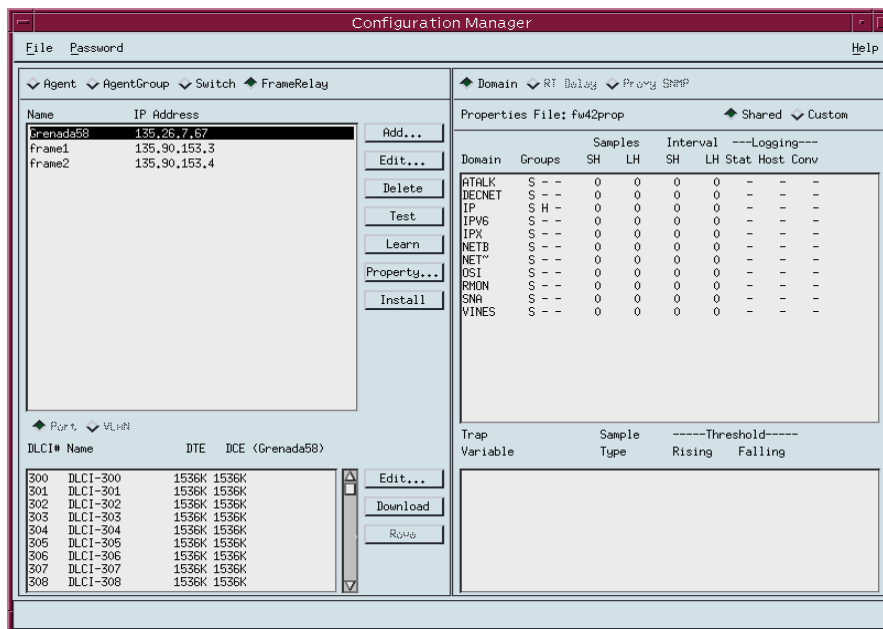 Configuration Manager
File Password Help
Agent AgentGroup Switch FrameRelay
Name IP Address
Grenada58 135.26.7.67
frame1 135.90.153.3
frame2 135.90.153.4
Add...
Edit...
Delete
Test
Learn
Property...
Install
Port VLAN
DLCI# Name DTE DCE (Grenada58)
300 DLCI-300 1536K 1536K
301 DLCI-301 1536K 1536K
302 DLCI-302 1536K 1536K
303 DLCI-303 1536K 1536K
304 DLCI-304 1536K 1536K
305 DLCI-305 1536K 1536K
306 DLCI-306 1536K 1536K
307 DLCI-307 1536K 1536K
308 DLCI-308 1536K 1536K
Edit...
Download
Domain RT Delay Proxy SNMP
Properties File: fw42prop Shared Custom
Samples Interval ---Logging---
Domain Groups SH LH SH LH Stat Host Conv
ATALK S - - 0 0 0 0 - - -
DECNET S - - 0 0 0 0 - - -
IP S H - 0 0 0 0 - - -
IPV6 S - - 0 0 0 0 - - -
IPX S - - 0 0 0 0 - - -
NETB S - - 0 0 0 0 - - -
NET~ S - - 0 0 0 0 - - -
OSI S - - 0 0 0 0 - - -
RMON S - - 0 0 0 0 - - -
SNA S - - 0 0 0 0 - - -
VINES S - - 0 0 0 0 - - -
Trap Sample -----Threshold-----
Variable Type Rising Falling